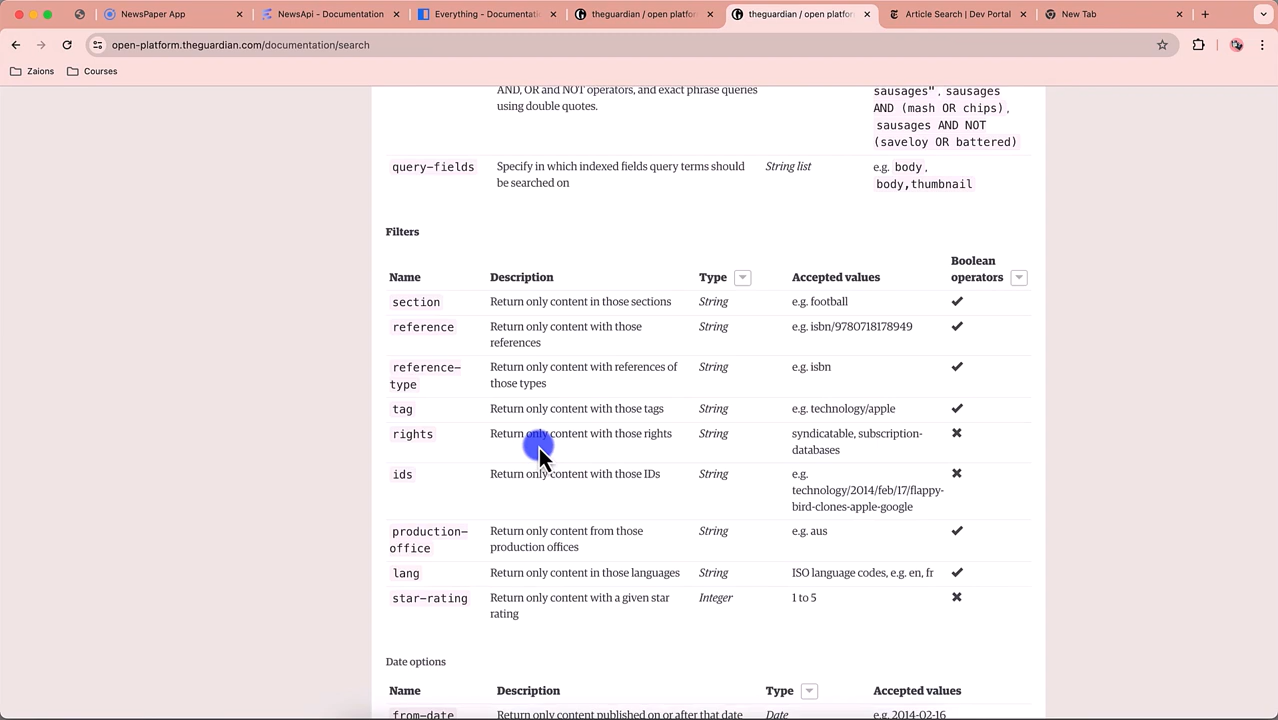 NewsPaper App
NewsApi - Documentation
Everything - Documentati
theguardian / open platfor
theguardian / open platfor
Article Search | Dev Portal
New Tab
open-platform.theguardian.com/documentation/search
Zaions
Courses
AND, OR and NOT operators, and exact phrase queries
using double quotes.
sausages", sausages
AND (mash OR chips),
sausages AND NOT
(saveloy OR battered)
query-fields
Specify in which indexed fields query terms should
be searched on
String list
e.g. body,
body,thumbnail
Filters
Name
Description
Type
Accepted values
Boolean
operators
section
Return only content in those sections
String
e.g. football
reference
Return only content with those
references
String
e.g. isbn/9780718178949
reference-
type
Return only content with references of
those types
String
e.g. isbn
tag
Return only content with those tags
String
e.g. technology/apple
rights
Return only content with those rights
String
syndicatable, subscription-
databases
ids
Return only content with those IDs
String
e.g.
technology/2014/feb/17/flappy-
bird-clones-apple-google
production-
office
Return only content from those
production offices
String
e.g. aus
lang
Return only content in those languages
String
ISO language codes, e.g. en, fr
star-rating
Return only content with a given star
rating
Integer
1 to 5
Date options
Name
Description
Type
Accepted values
from-date
Return only content published on or after that date
Date
e.g. 2014-02-16